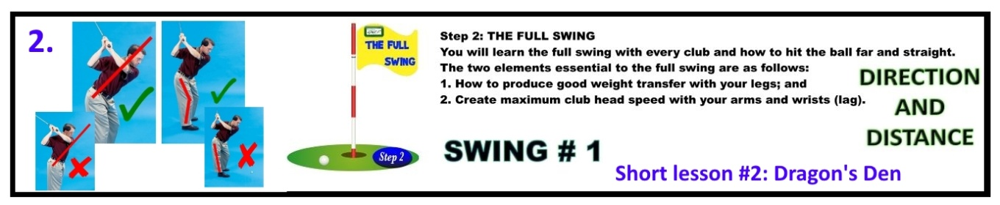 2.
THE FULL
SWING
Step 2
Step 2: THE FULL SWING
You will learn the full swing with every club and how to hit the ball far and straight.
The two elements essential to the full swing are as follows:
1. How to produce good weight transfer with your legs; and
2. Create maximum club head speed with your arms and wrists (lag).
DIRECTION
AND
DISTANCE
SWING # 1
Short lesson #2: Dragon's Den